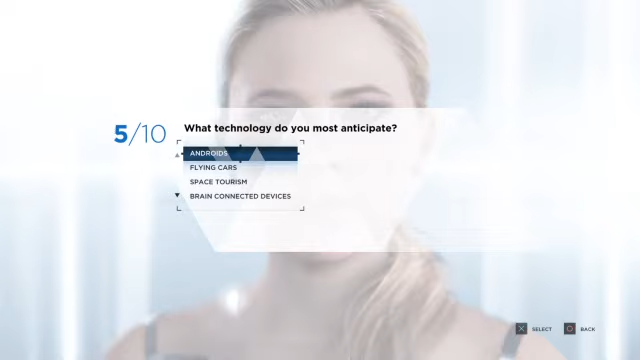 5/10
What technology do you most anticipate?
ANDROIDS
FLYING CARS
SPACE TOURISM
BRAIN CONNECTED DEVICES
SELECT
BACK